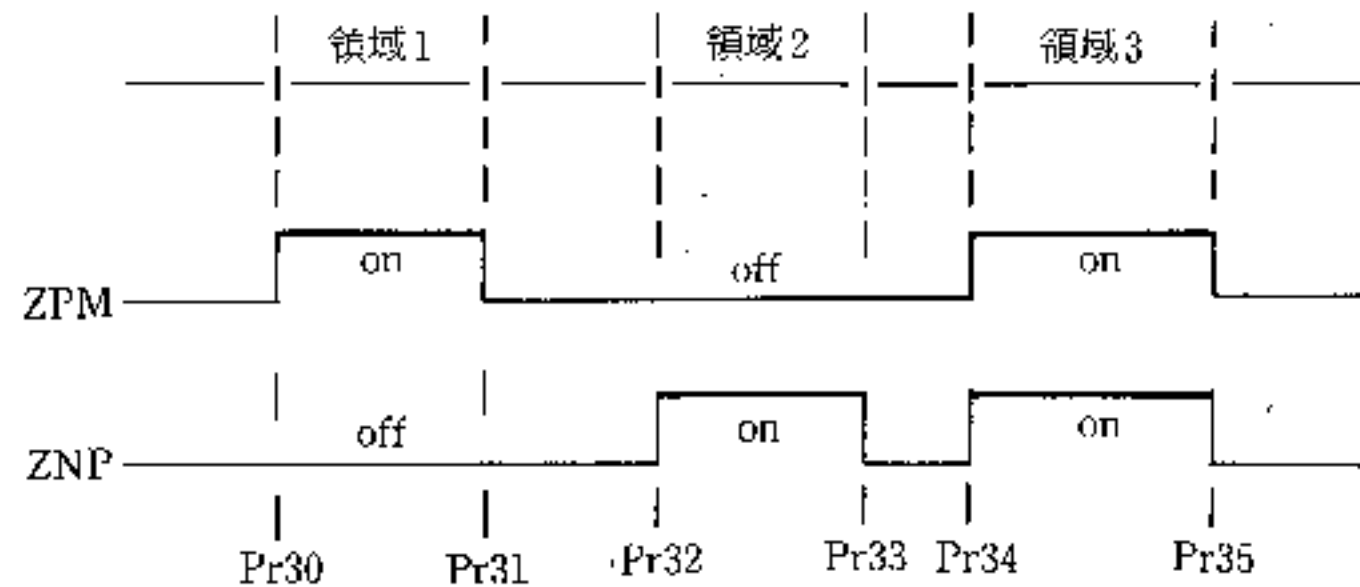 領域1 領域2 領域3
on off on
ZPM
off on on
ZNP
Pr30 Pr31 Pr32 Pr33 Pr34 Pr35